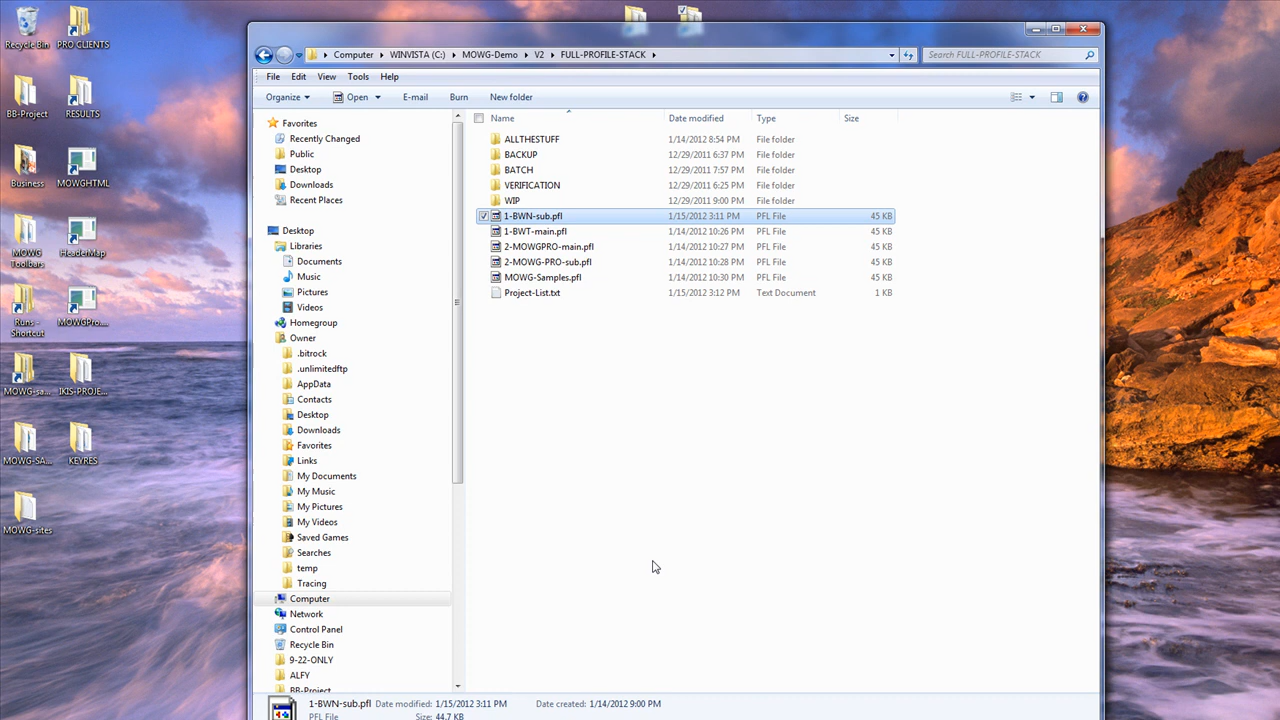 Recycle Bin
PRO CLIENTS
BB-Project
RESULTS
Business
MOWGHTML
MOWG Toolbars
HeaderMap
Runs - Shortcut
MOWGPro....
MOWG-sa...
IKIS-PROJE...
MOWG-SA...
KEYRES
MOWG-sites
Computer WINVISTA (C:) MOWG-Demo V2 FULL-PROFILE-STACK
Search FULL-PROFILE-STACK
File Edit View Tools Help
Organize Open E-mail Burn New folder
Favorites
Recently Changed
Public
Desktop
Downloads
Recent Places
Desktop
Libraries
Documents
Music
Pictures
Videos
Homegroup
Owner
.bitrock
.unlimitedftp
AppData
Contacts
Desktop
Downloads
Favorites
Links
My Documents
My Music
My Pictures
My Videos
Saved Games
Searches
temp
Tracing
Computer
Network
Control Panel
Recycle Bin
9-22-ONLY
ALFY
BB-Project
Name Date modified Type Size
ALLTHESTUFF 1/14/2012 8:54 PM File folder
BACKUP 12/29/2011 6:37 PM File folder
BATCH 12/29/2011 7:57 PM File folder
VERIFICATION 12/29/2011 6:25 PM File folder
WIP 12/29/2011 9:00 PM File folder
1-BWN-sub.pfl 1/15/2012 3:11 PM PFL File 45 KB
1-BWT-main.pfl 1/14/2012 10:26 PM PFL File 45 KB
2-MOWGPRO-main.pfl 1/14/2012 10:27 PM PFL File 45 KB
2-MOWG-PRO-sub.pfl 1/14/2012 10:28 PM PFL File 45 KB
MOWG-Samples.pfl 1/14/2012 10:30 PM PFL File 45 KB
Project-List.txt 1/15/2012 3:12 PM Text Document 1 KB
1-BWN-sub.pfl Date modified: 1/15/2012 3:11 PM Date created: 1/14/2012 9:00 PM
PFL File Size: 44.7 KB